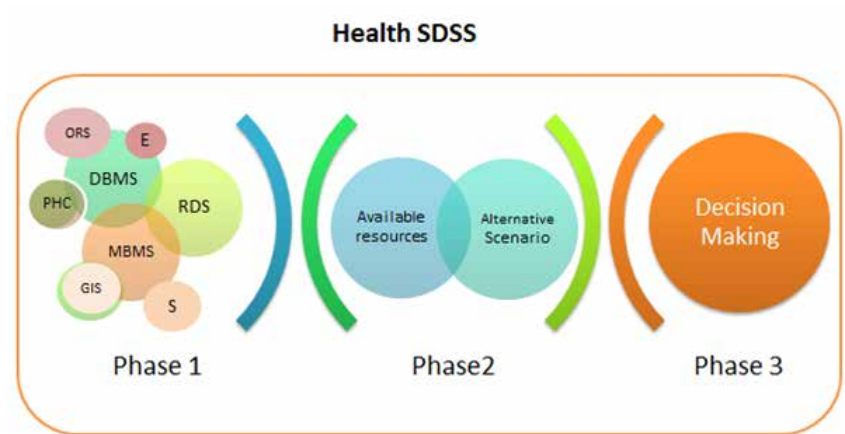 Health SDSS
ORS
E
DBMS
PHC
RDS
MBMS
GIS
S
Phase 1
Available
resources
Alternative
Scenario
Phase2
Decision
Making
Phase 3